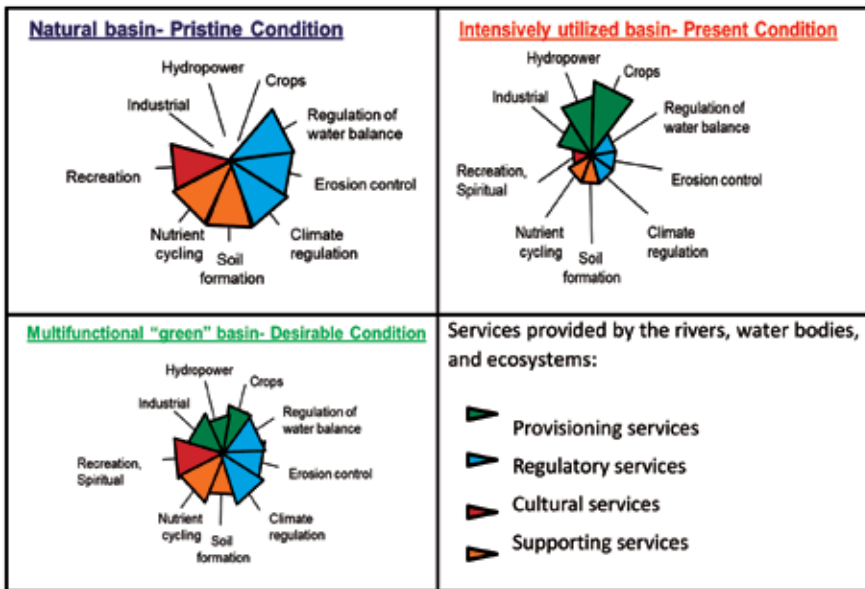 Natural basin- Pristine Condition
Hydropower
Crops
Industrial
Regulation of
water balance
Recreation
Erosion control
Nutrient
cycling
Soil
formation
Climate
regulation
Intensively utilized basin- Present Condition
Hydropower
Crops
Industrial
Regulation of
water balance
Recreation,
Spiritual
Erosion control
Nutrient
cycling
Soil
formation
Climate
regulation
Multifunctional "green" basin- Desirable Condition
Hydropower
Crops
Industrial
Regulation of
water balance
Recreation,
Spiritual
Erosion control
Nutrient
cycling
Soil
formation
Climate
regulation
Services provided by the rivers, water bodies,
and ecosystems:
Provisioning services
Regulatory services
Cultural services
Supporting services